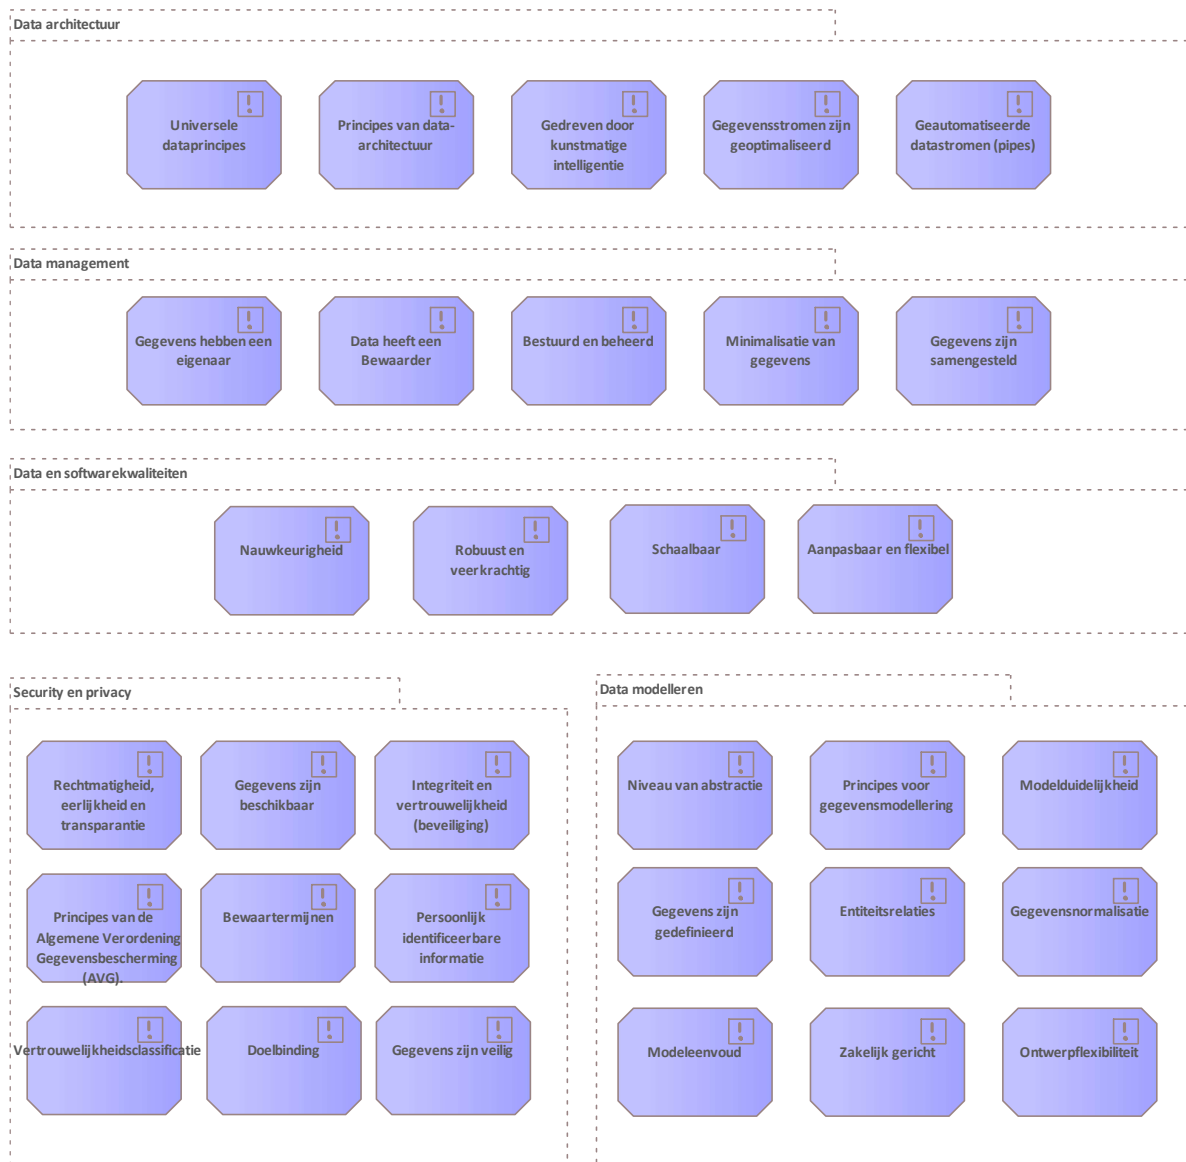 Data architectuur
Universele
dataprincipes
Principes van data-
architectuur
Gedreven door
kunstmatige
intelligentie
Gegevensstromen zijn
geoptimaliseerd
Geautomatiseerde
datastromen (pipes)
Data management
Gegevens hebben een
eigenaar
Data heeft een
Bewaarder
Bestuurd en beheerd
Minimalisatie van
gegevens
Gegevens zijn
samengesteld
Data en softwarekwaliteiten
Nauwkeurigheid
Robuust en
veerkrachtig
Schaalbaar
Aanpasbaar en flexibel
Security en privacy
Rechtmatigheid,
eerlijkheid en
transparantie
Gegevens zijn
beschikbaar
Integriteit en
vertrouwelijkheid
(beveiliging)
Principes van de
Algemene Verordening
Gegevensbescherming
(AVG).
Bewaartermijnen
Persoonlijk
identificeerbare
informatie
Vertrouwelijkheidsclassificatie
Doelbinding
Gegevens zijn veilig
Data modelleren
Niveau van abstractie
Principes voor
gegevensmodellering
Modelduidelijkheid
Gegevens zijn
gedefinieerd
Entiteitsrelaties
Gegevensnormalisatie
Modeleenvoud
Zakelijk gericht
Ontwerpflexibiliteit